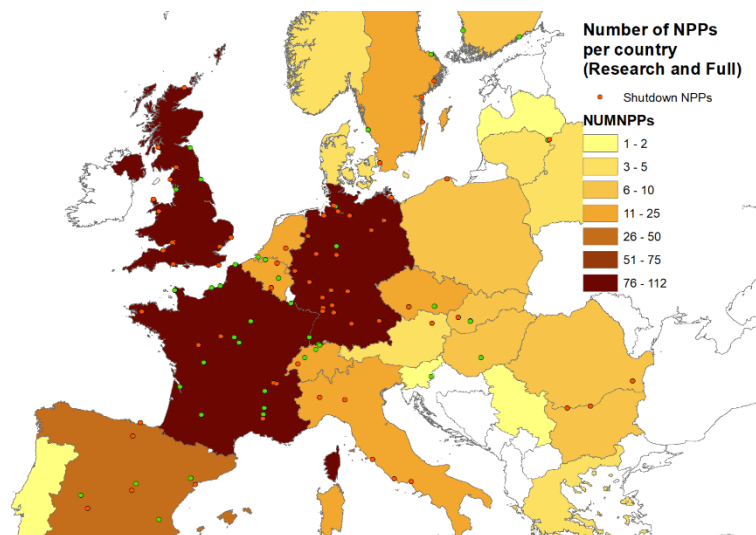 Number of NPPs
per country
(Research and Full)
Shutdown NPPs
NUMNPPs
1 - 2
3 - 5
6 - 10
11 - 25
26 - 50
51 - 75
76 - 112